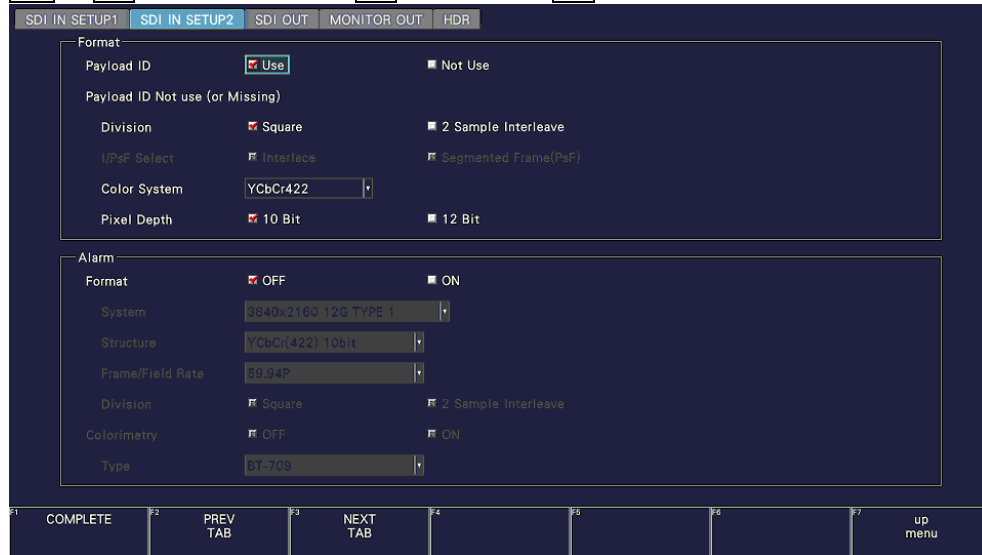 SDI IN SETUP1 SDI IN SETUP2 SDI OUT MONITOR OUT HDR
Format
Payload ID Use Not Use
Payload ID Not use (or Missing)
Division Square 2 Sample Interleave
I/PsF Select Interlace Segmented Frame(PsF)
Color System YCbCr422
Pixel Depth 10 Bit 12 Bit
Alarm
Format OFF ON
System 3840x2160 12G TYPE 1
Structure YCbCr(422) 10bit
Frame/Field Rate 59.94P
Division Square 2 Sample Interleave
Colorimetry OFF ON
Type BT-709
F1 COMPLETE F2 PREV TAB F3 NEXT TAB F4 F5 F6 F7 up menu